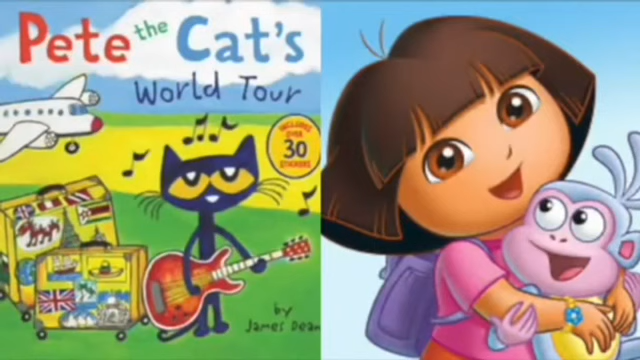 Pete the Cat's
World Tour
INCLUDES
OVER
30
STICKERS
by
James Dean